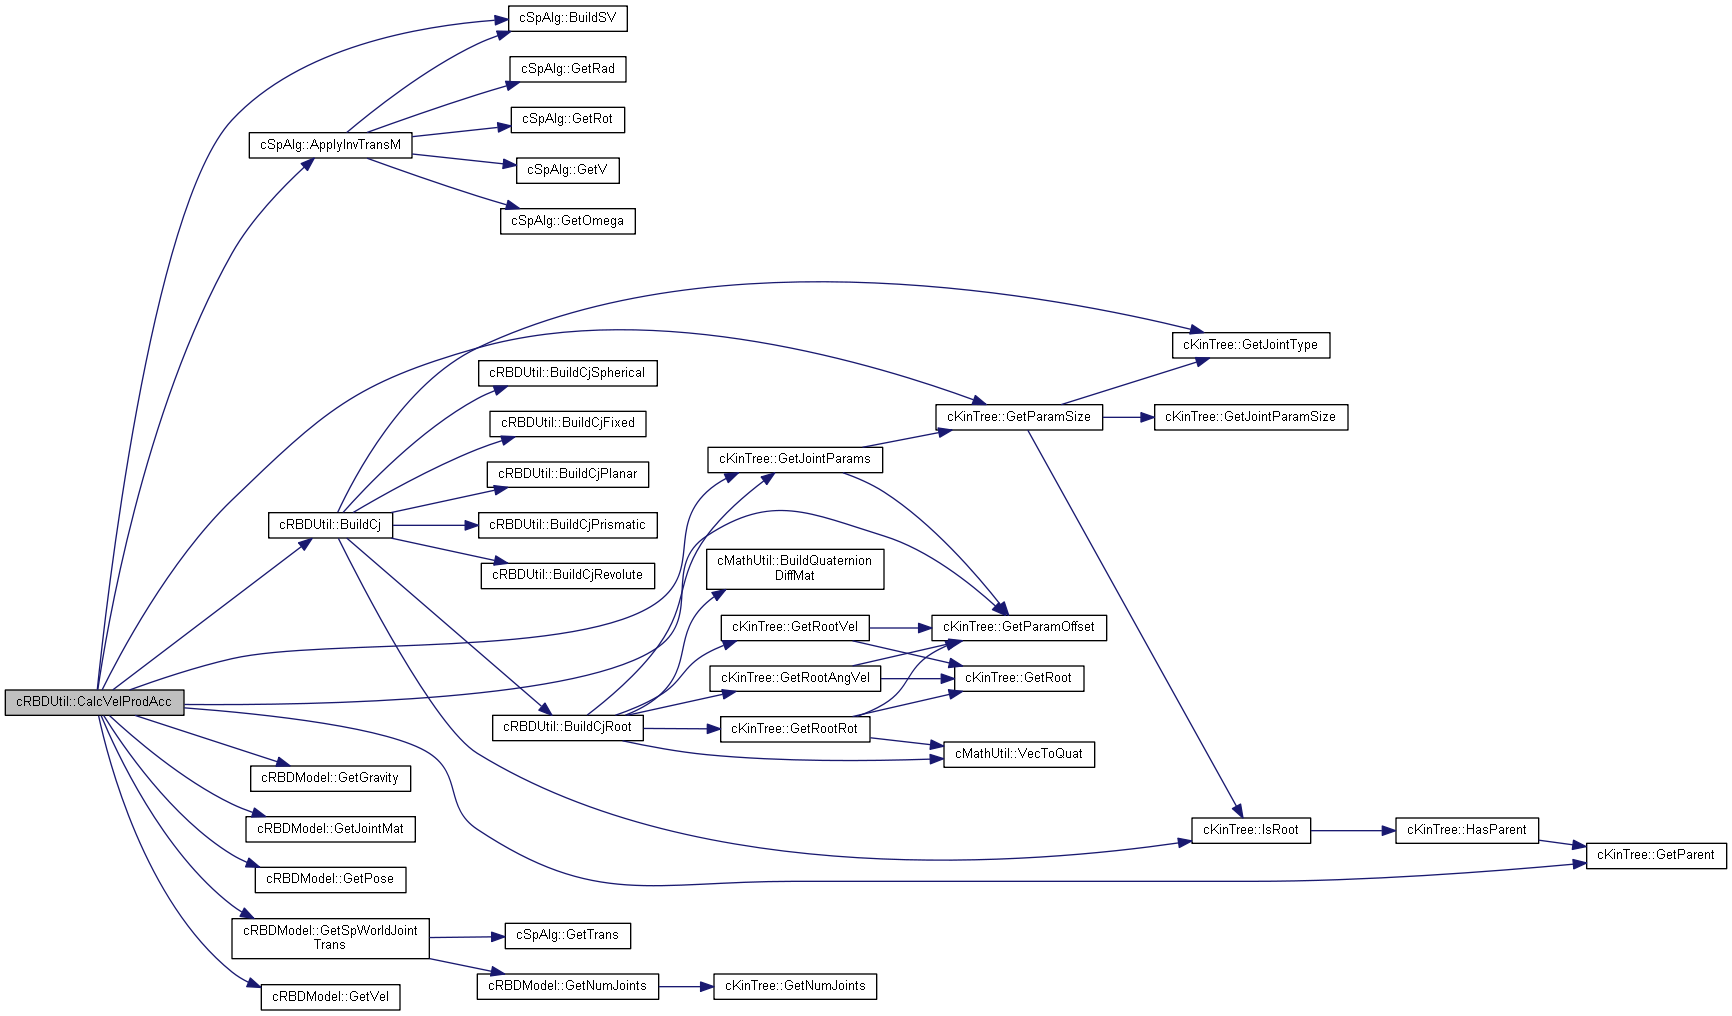 cSpAlg::BuildSV
cSpAlg::GetRad
cSpAlg::GetRot
cSpAlg::ApplyInvTransM
cSpAlg::GetV
cSpAlg::GetOmega
cKinTree::GetJointType
cRBDUtil::BuildCjSpherical
cKinTree::GetParamSize
cKinTree::GetJointParamSize
cRBDUtil::BuildCjFixed
cKinTree::GetJointParams
cRBDUtil::BuildCjPlanar
cRBDUtil::BuildCj
cRBDUtil::BuildCjPrismatic
cMathUtil::BuildQuaternion
DiffMat
cRBDUtil::BuildCjRevolute
cKinTree::GetRootVel
cKinTree::GetParamOffset
cKinTree::GetRootAngVel
cKinTree::GetRoot
cRBDUtil::CalcVelProdAcc
cRBDUtil::BuildCjRoot
cKinTree::GetRootRot
cMathUtil::VecToQuat
cRBDModel::GetGravity
cRBDModel::GetJointMat
cKinTree::IsRoot
cKinTree::HasParent
cKinTree::GetParent
cRBDModel::GetPose
cRBDModel::GetSpWorldJoint
Trans
cSpAlg::GetTrans
cRBDModel::GetNumJoints
cKinTree::GetNumJoints
cRBDModel::GetVel